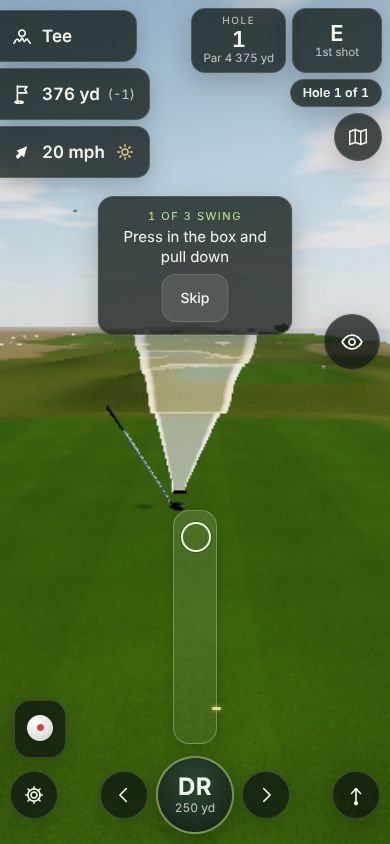 Tee
376 yd (-1)
20 mph
HOLE
1
Par 4 375 yd
E
1st shot
Hole 1 of 1
1 OF 3 SWING
Press in the box and
pull down
Skip
DR
250 yd